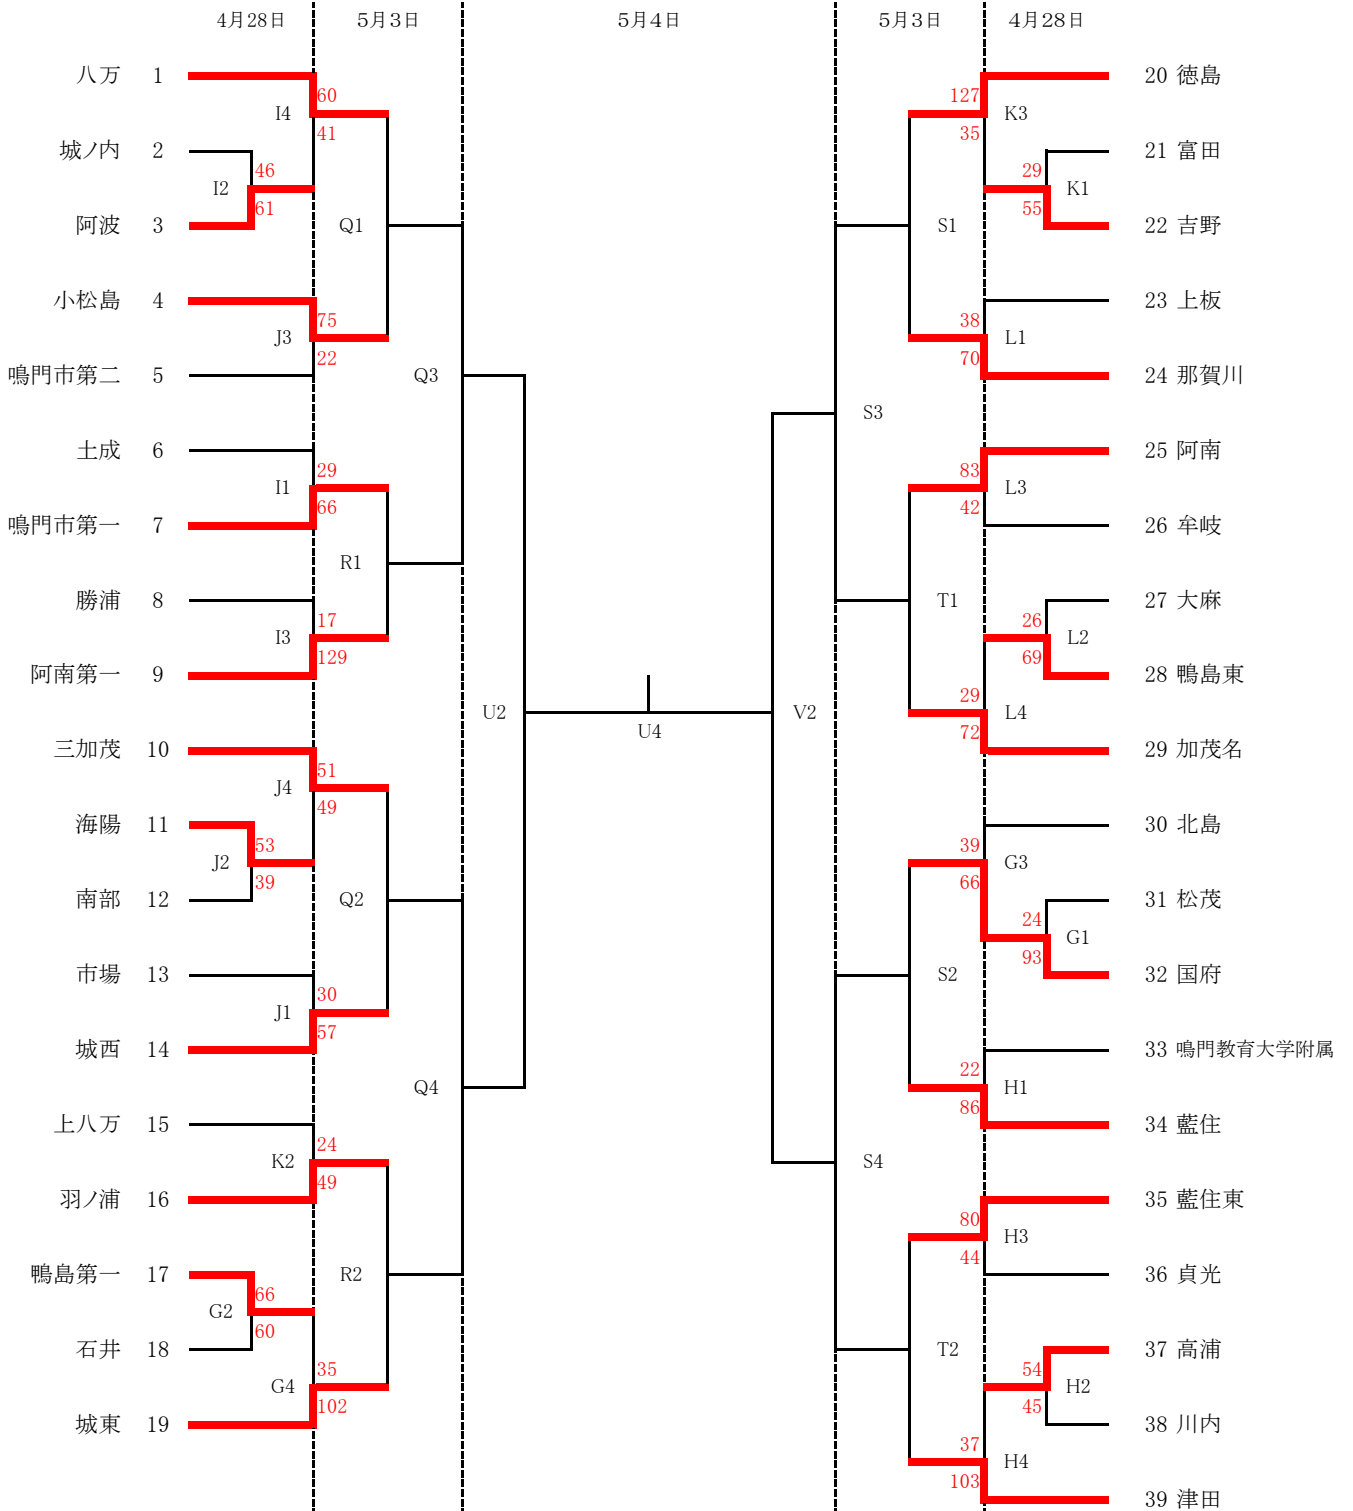 4月28日 5月3日 5月4日 5月3日 4月28日
八万 1 20 徳島
60 127
I4 K3
41 35
城ノ内 2 21 富田
46 29
I2 K1
61 55
阿波 3 Q1 S1 22 吉野
小松島 4 23 上板
75 38
J3 L1
22 70
鳴門市第二 5 Q3 24 那賀川
S3
土成 6 25 阿南
29 83
I1 L3
66 42
鳴門市第一 7 26 牟岐
R1
勝浦 8 T1 27 大麻
17 26
I3 L2
129 69
阿南第一 9 28 鴨島東
29
U2 V2 L4
U4 72
三加茂 10 29 加茂名
51
J4
49
海陽 11 30 北島
53 39
J2 G3
39 66
南部 12 Q2 31 松茂
24
G1
93
市場 13 S2 32 国府
30
J1
57
城西 14 33 鳴門教育大学附属
22
Q4 H1
86
上八万 15 34 藍住
24
K2 S4
49
羽ノ浦 16 35 藍住東
80
H3
44
鴨島第一 17 R2 36 貞光
66
G2
60
石井 18 T2 37 高浦
35 54
G4 H2
102 45
城東 19 38 川内
37
H4
103
39 津田